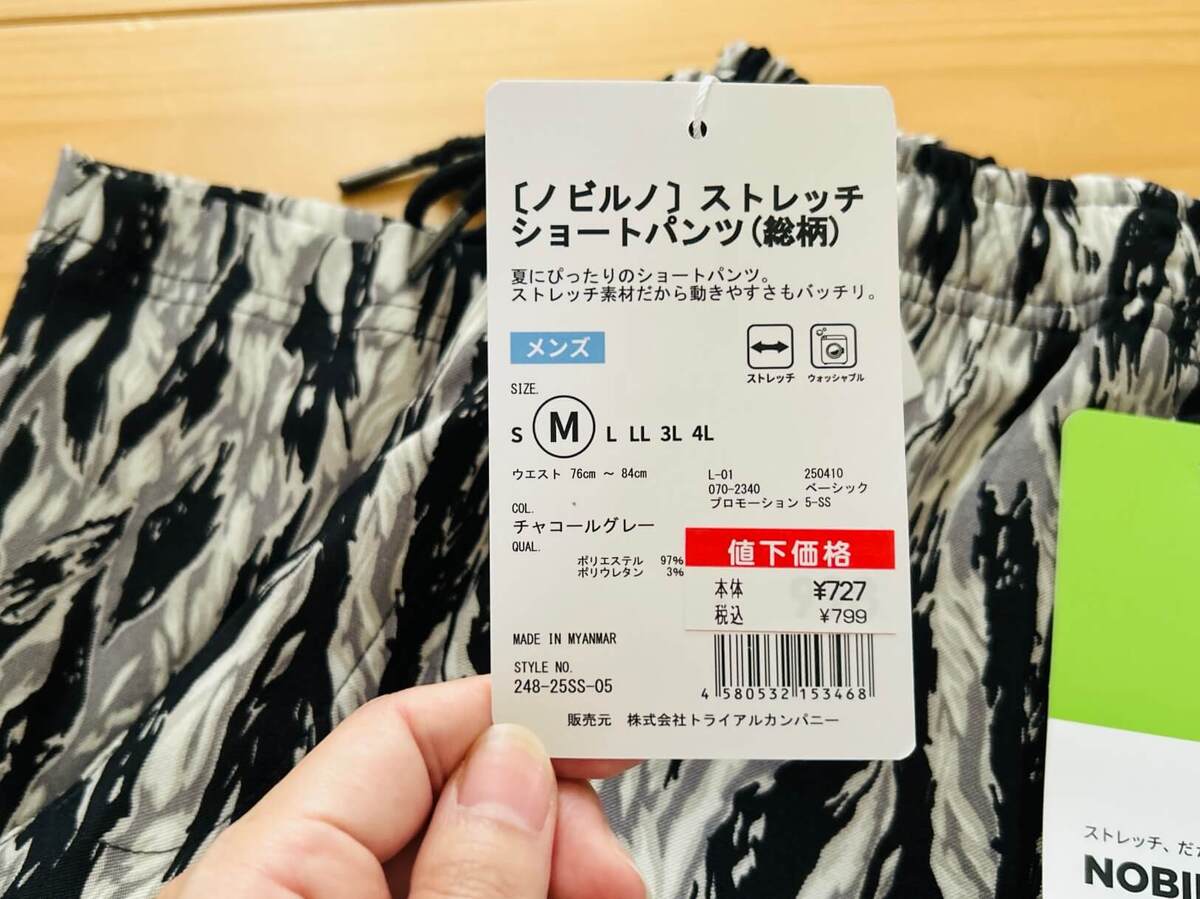 〔ノビルノ〕ストレッチ
ショートパンツ(総柄)
夏にぴったりのショートパンツ。
ストレッチ素材だから動きやすさもバッチリ。
メンズ
ストレッチ ウォッシャブル
SIZE.
S M L LL 3L 4L
ウエスト 76cm ~ 84cm
L-01 250410
070-2340 ベーシック
プロモーション 5-SS
COL.
チャコールグレー
QUAL.
ポリエステル 97%
ポリウレタン 3%
値下価格
本体 ¥727
税込 ¥799
MADE IN MYANMAR
STYLE NO.
248-25SS-05
4 580532 153468
販売元 株式会社トライアルカンパニー
ストレッチ、だ
NOBI